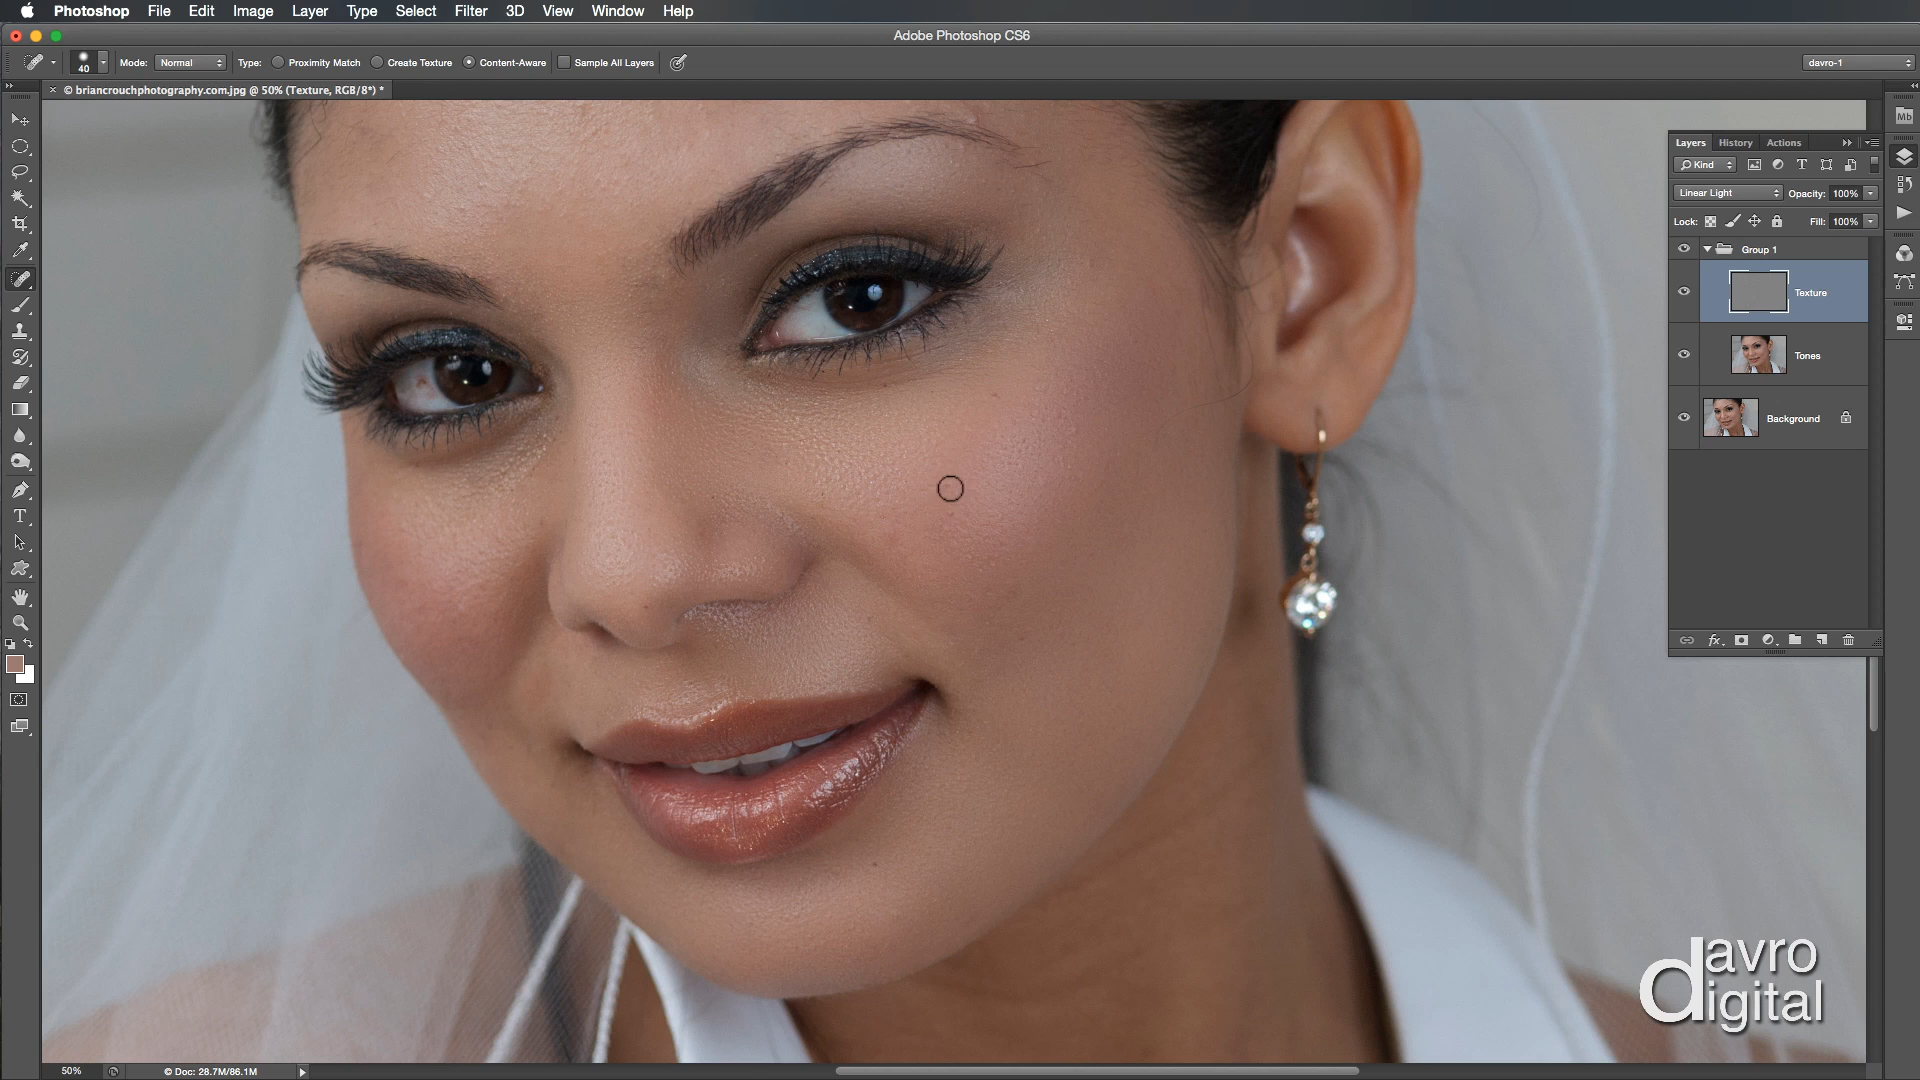 Photoshop File Edit Image Layer Type Select Filter 3D View Window Help
Adobe Photoshop CS6
40 Mode: Normal Type: Proximity Match Create Texture Content-Aware Sample All Layers davro-1
× © briancrouchphotography.com.jpg @ 50% (Texture, RGB/8*) *
Mb
Layers History Actions
Kind
Linear Light Opacity: 100%
Lock: Fill: 100%
Group 1
Texture
Tones
Background
T
fx
davro
digital
50% © Doc: 28.7M/86.1M